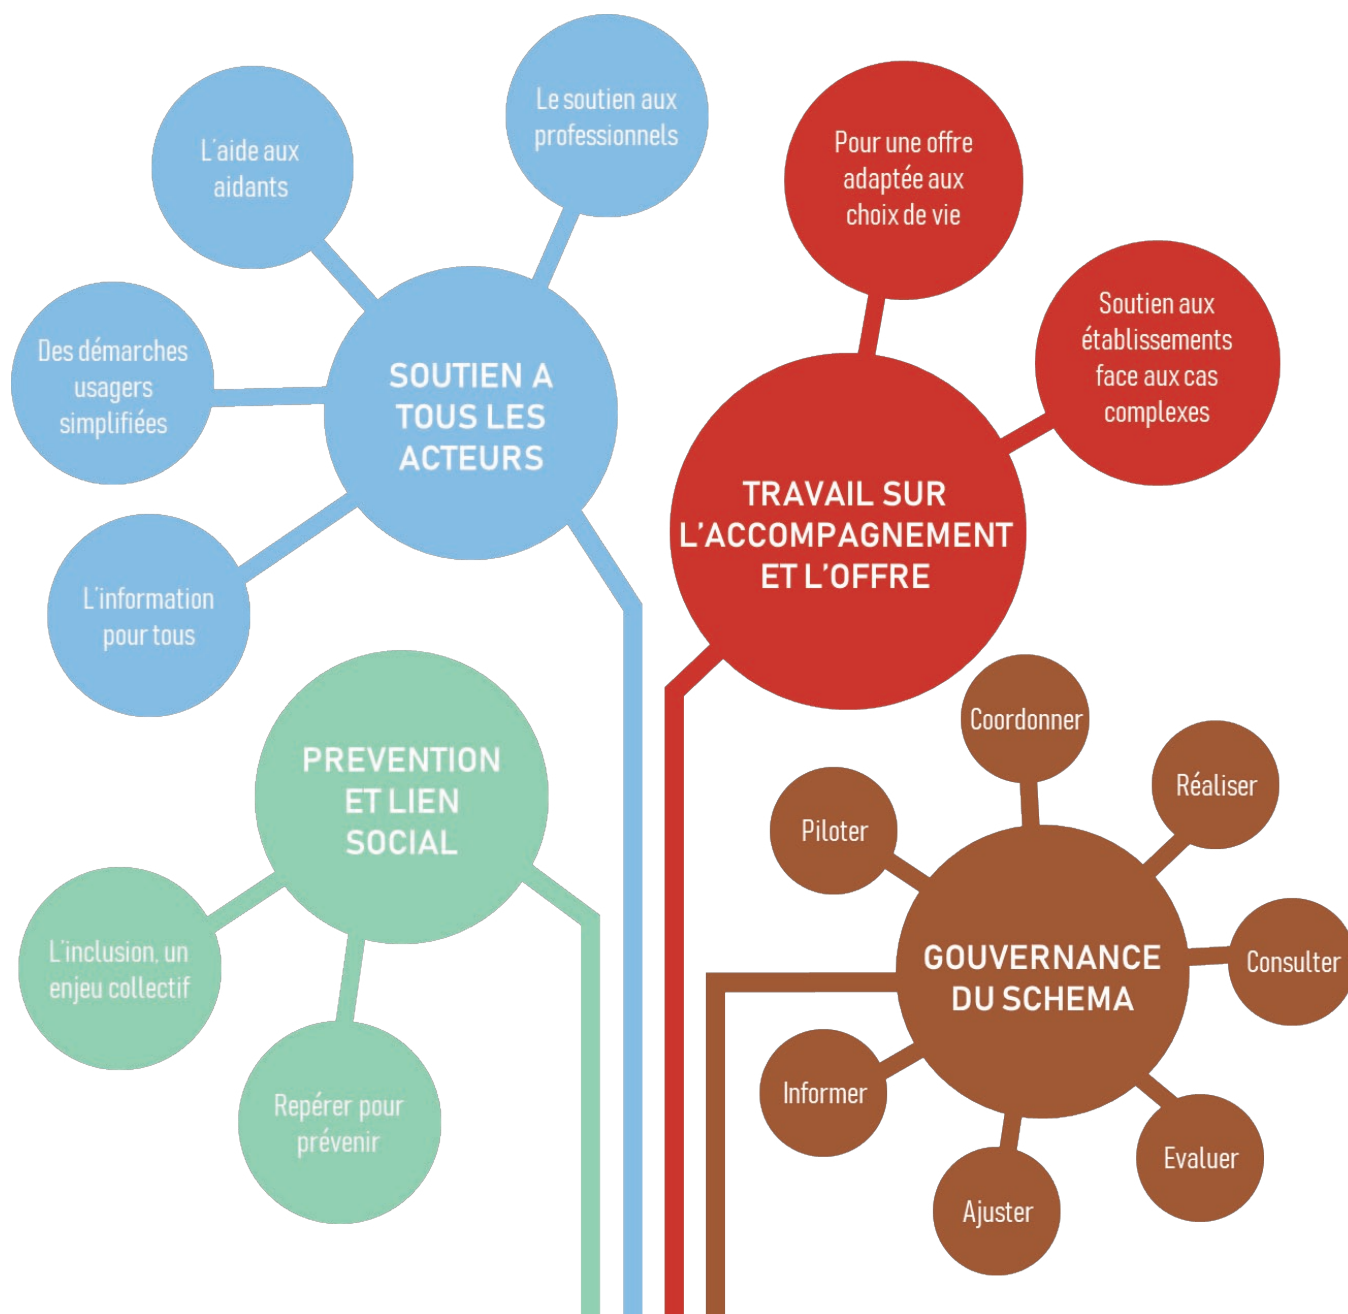 Le soutien aux
professionnels
L'aide aux
aidants
Des démarches
usagers
simplifiées
L'information
pour tous
SOUTIEN A
TOUS LES
ACTEURS
Pour une offre
adaptée aux
choix de vie
Soutien aux
établissements
face aux cas
complexes
TRAVAIL SUR
L'ACCOMPAGNEMENT
ET L'OFFRE
PREVENTION
ET LIEN
SOCIAL
L'inclusion, un
enjeu collectif
Repérer pour
prévenir
Coordonner
Réaliser
Piloter
Consulter
GOUVERNANCE
DU SCHEMA
Informer
Evaluer
Ajuster